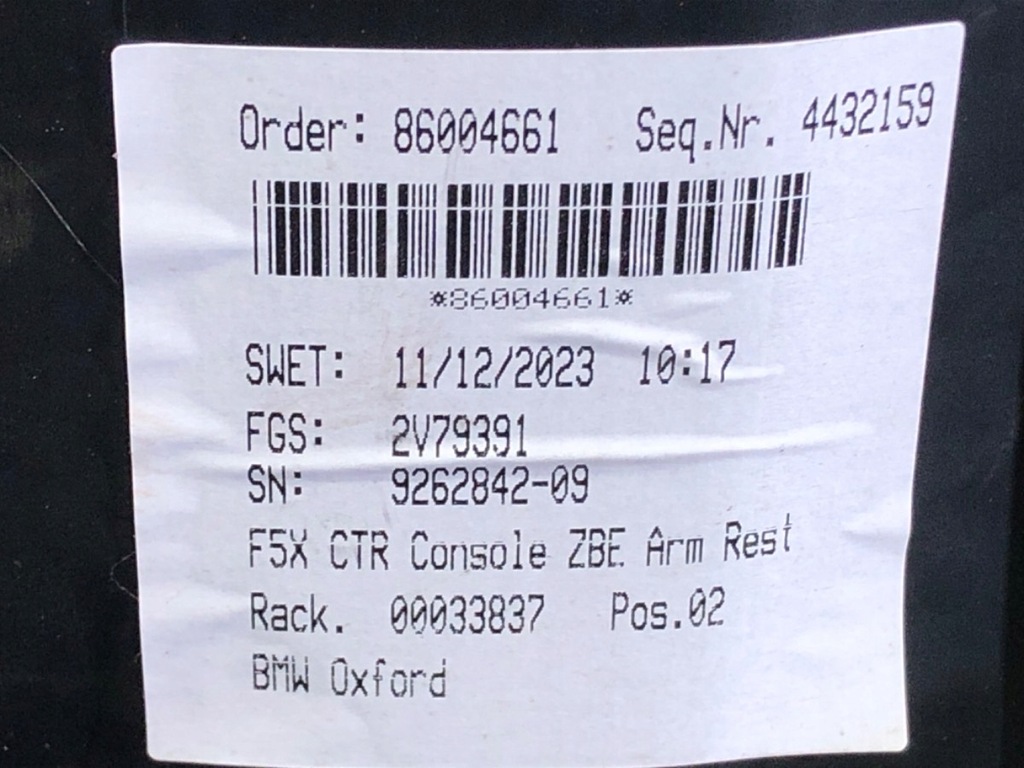 Order: 86004661 Seq.Nr. 4432159
*86004661*
SWET: 11/12/2023 10:17
FGS: 2V79391
SN: 9262842-09
F5X CTR Console ZBE Arm Rest
Rack. 00033837 Pos.02
BMW Oxford